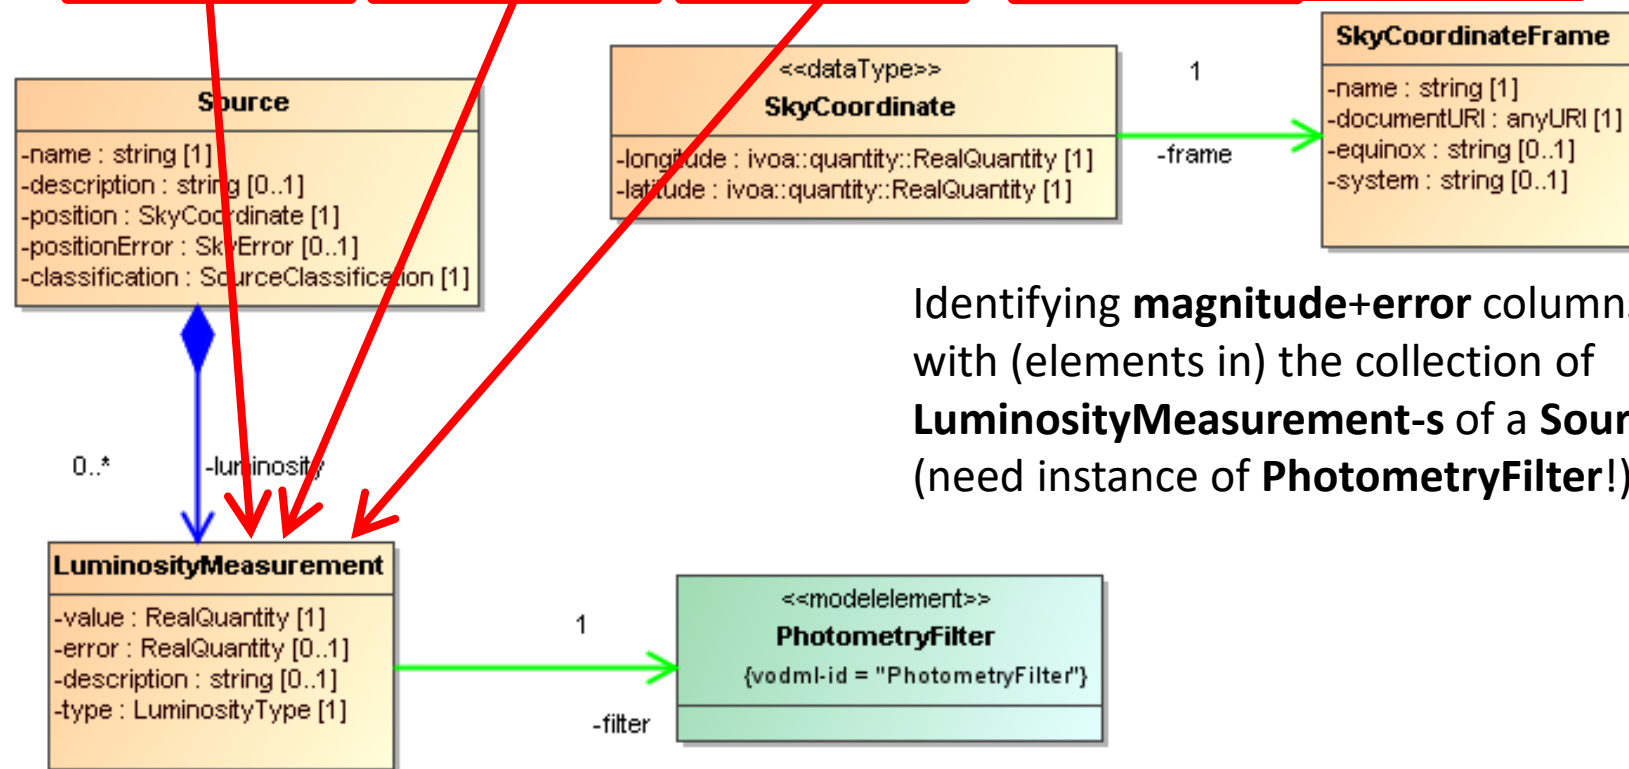 Source
-name : string [1]
-description : string [0..1]
-position : SkyCoordinate [1]
-positionError : SkyError [0..1]
-classification : SourceClassification [1]
<<dataType>>
SkyCoordinate
-longitude : ivoa::quantity::RealQuantity [1]
-latitude : ivoa::quantity::RealQuantity [1]
1
-frame
SkyCoordinateFrame
-name : string [1]
-documentURI : anyURI [1]
-equinox : string [0..1]
-system : string [0..1]
Identifying magnitude+error column
with (elements in) the collection of
LuminosityMeasurement-s of a Sour
(need instance of PhotometryFilter!)
0..*
-luminosity
LuminosityMeasurement
-value : RealQuantity [1]
-error : RealQuantity [0..1]
-description : string [0..1]
-type : LuminosityType [1]
1
-filter
<<modelelement>>
PhotometryFilter
{vodml-id = "PhotometryFilter"}